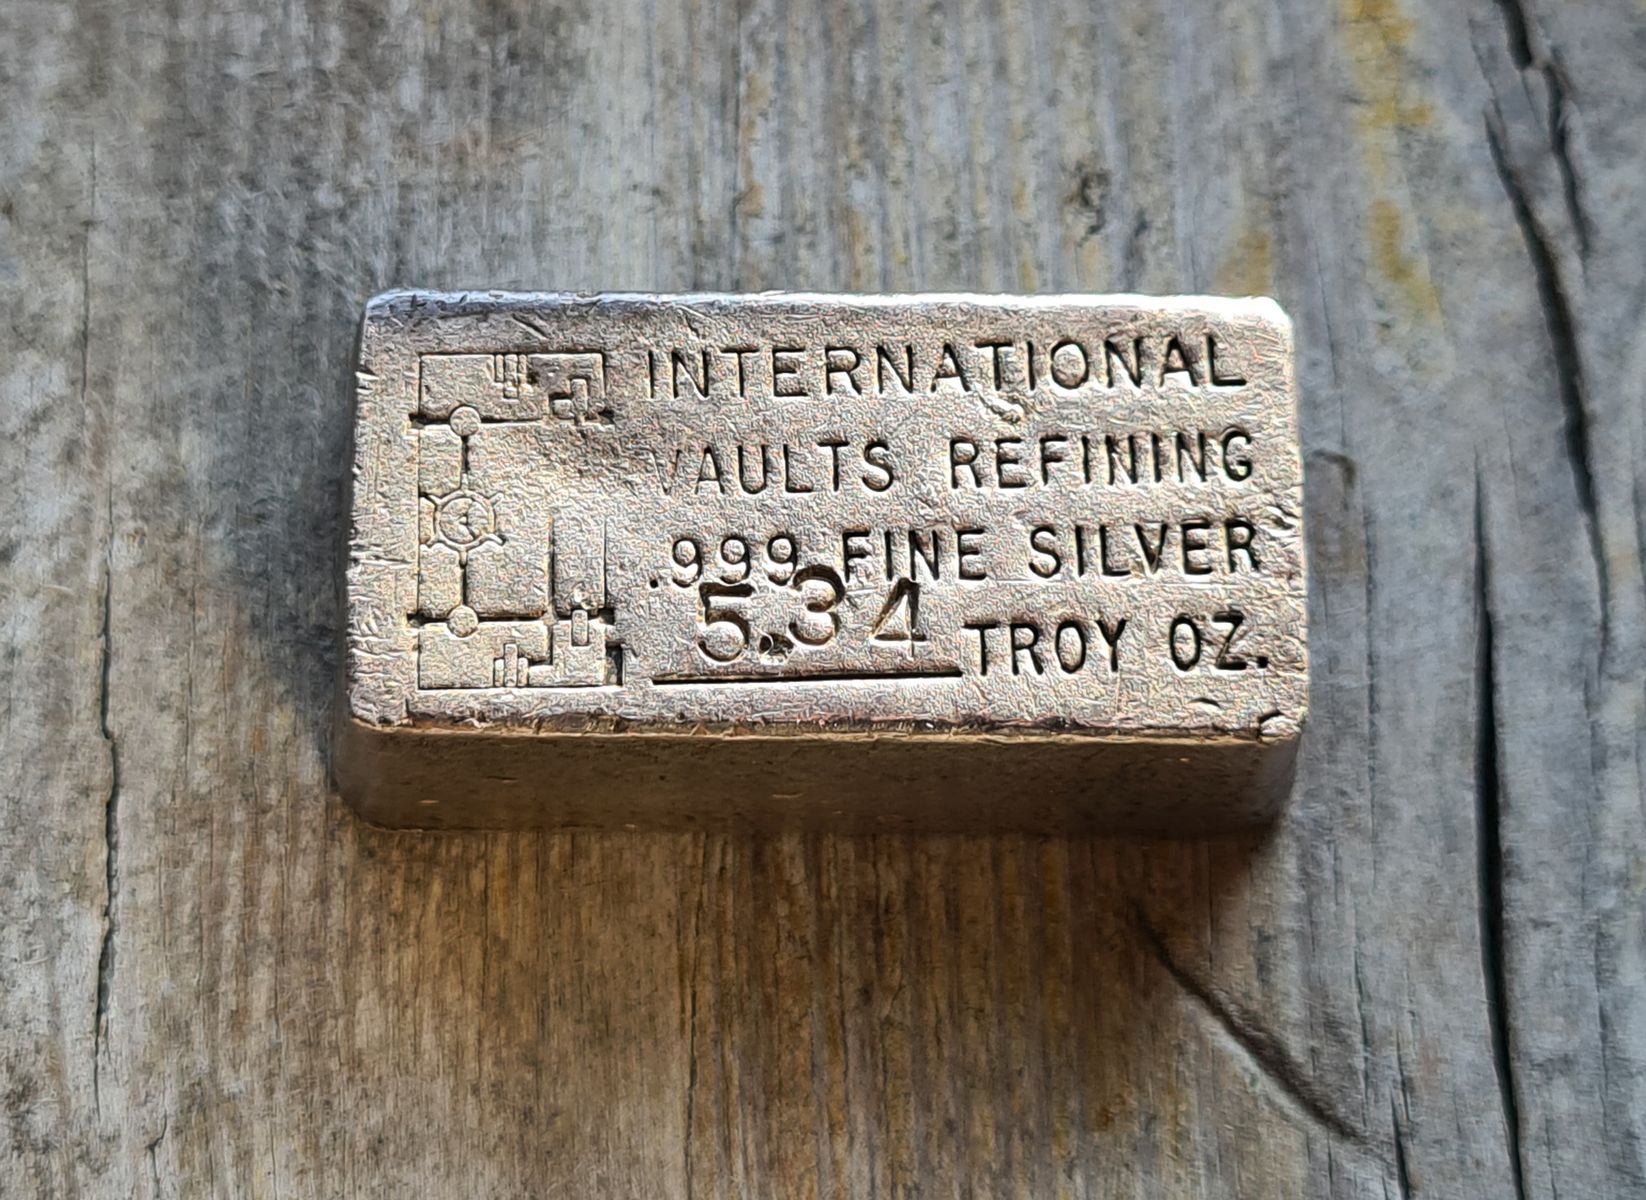 INTERNATIONAL
VAULTS REFINING
.999 FINE SILVER
5.34 TROY OZ.